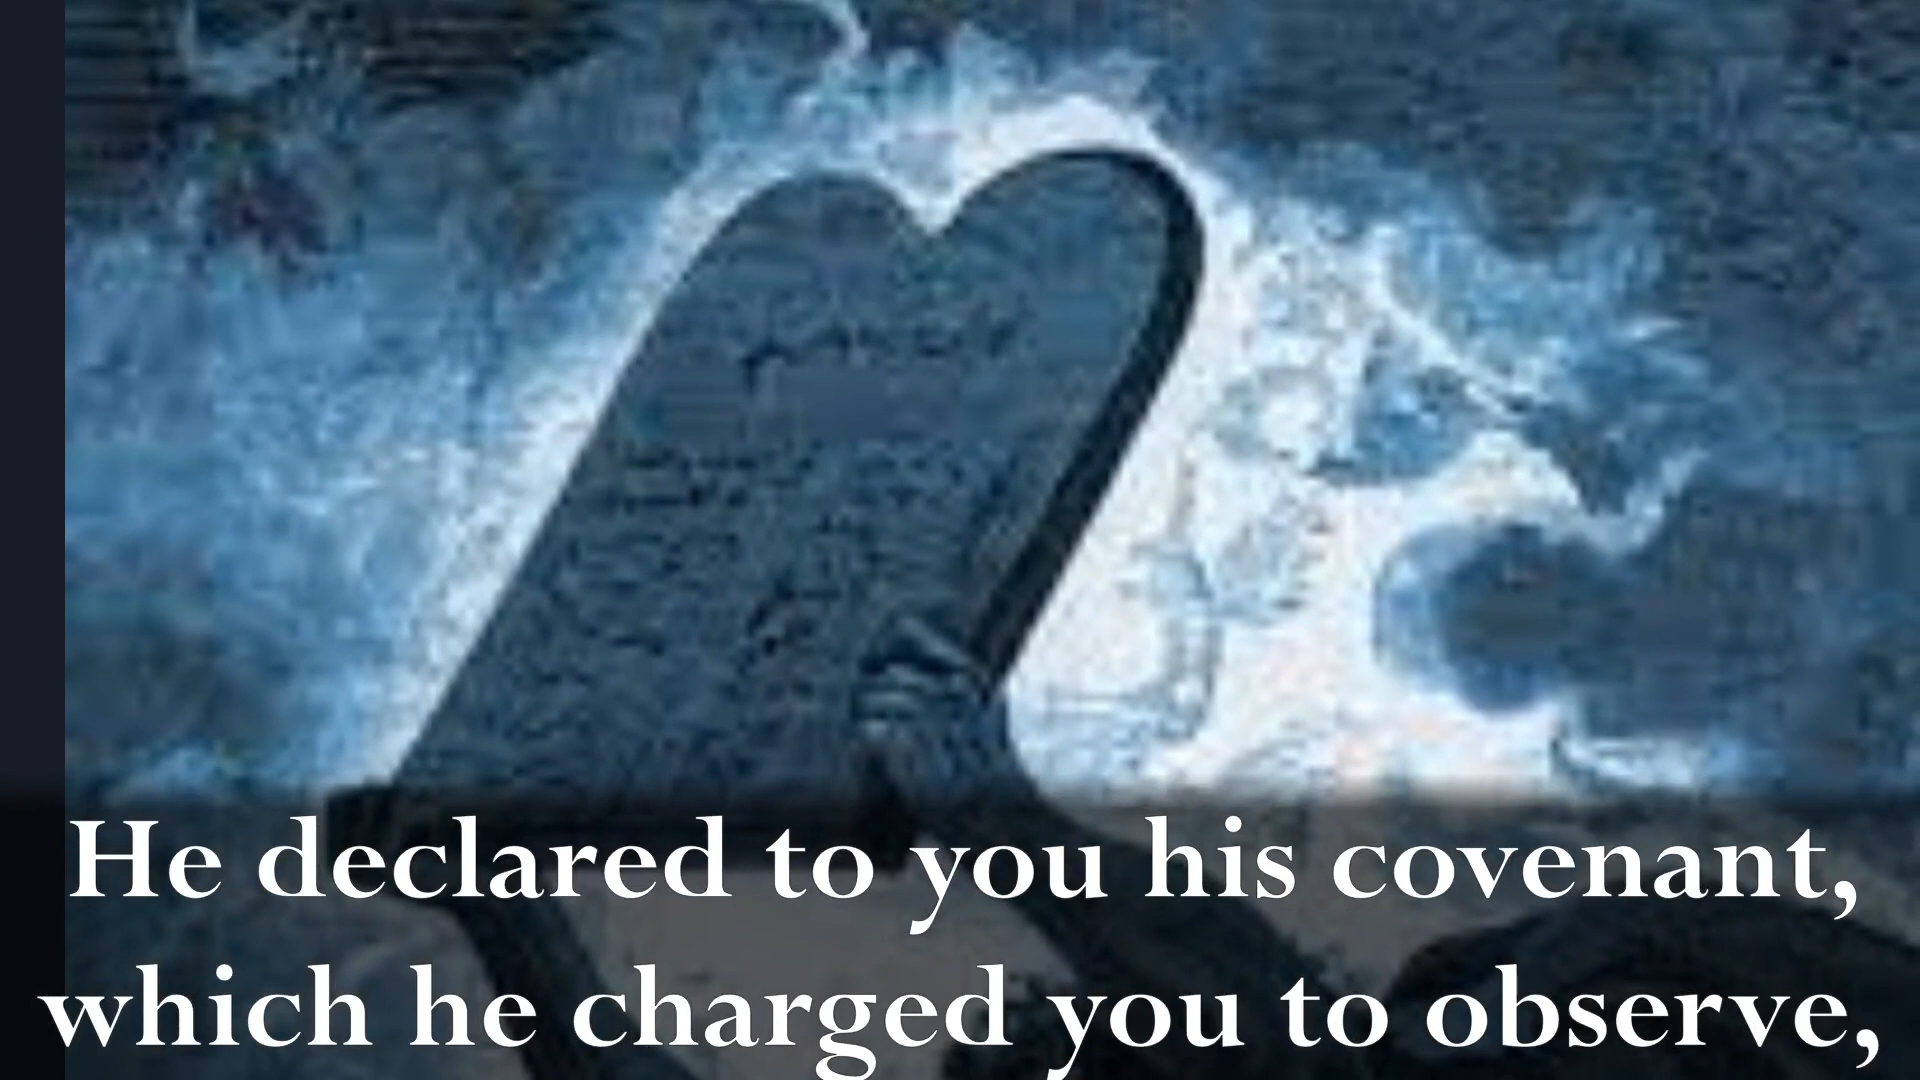 He declared to you his covenant,
which he charged you to observe,